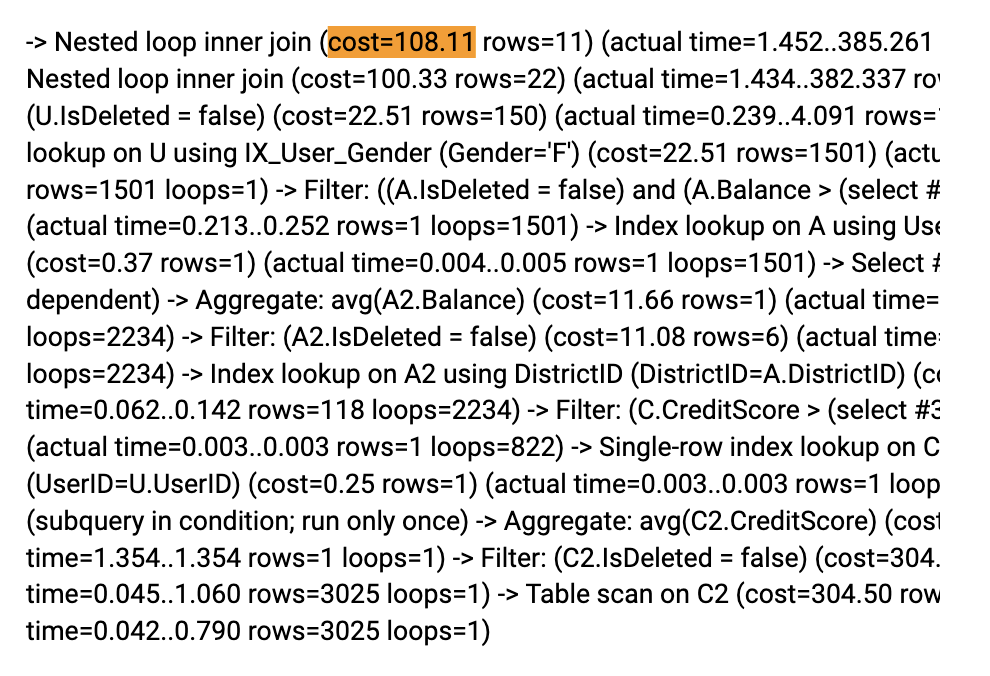 -> Nested loop inner join (cost=108.11 rows=11) (actual time=1.452..385.261
Nested loop inner join (cost=100.33 rows=22) (actual time=1.434..382.337
(U.IsDeleted = false) (cost=22.51 rows=150) (actual time=0.239..4.091 rows=
lookup on U using IX_User_Gender (Gender='F') (cost=22.51 rows=1501)
rows=1501 loops=1) -> Filter: ((A.IsDeleted = false) and (A.Balance > (select #
(actual time=0.213..0.252 rows=1 loops=1501) -> Index lookup on A using
(cost=0.37 rows=1) (actual time=0.004..0.005 rows=1 loops=1501) -> Select #
dependent) -> Aggregate: avg(A2.Balance) (cost=11.66 rows=1) (actual time=
loops=2234) -> Filter: (A2.IsDeleted = false) (cost=11.08 rows=6) (actual time
loops=2234) -> Index lookup on A2 using DistrictID (DistrictID=A.DistrictID)
time=0.062..0.142 rows=118 loops=2234) -> Filter: (C.CreditScore > (select #3
(actual time=0.003..0.003 rows=1 loops=822) -> Single-row index lookup on C
(UserID=U.UserID) (cost=0.25 rows=1) (actual time=0.003..0.003 rows=1 loop
(subquery in condition; run only once) -> Aggregate: avg(C2.CreditScore) (cost
time=1.354..1.354 rows=1 loops=1) -> Filter: (C2.IsDeleted = false) (cost=304.
time=0.045..1.060 rows=3025 loops=1) -> Table scan on C2 (cost=304.50 row
time=0.042..0.790 rows=3025 loops=1)